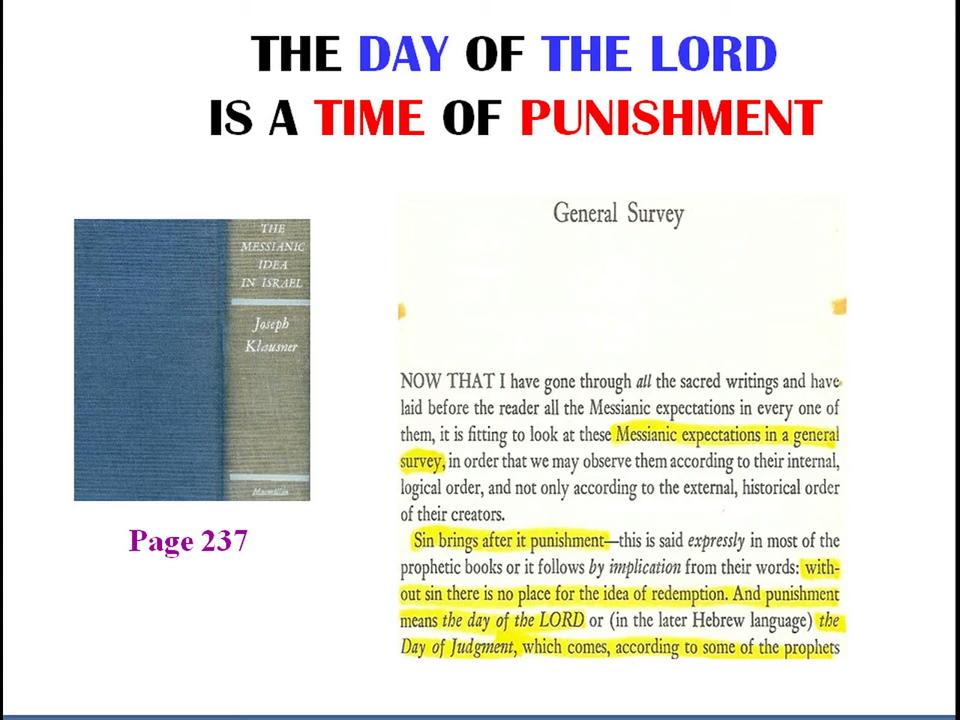 THE DAY OF THE LORD
IS A TIME OF PUNISHMENT
THE
MESSIANIC
IDEA
IN ISRAEL
Joseph
Klausner
Macmillan
Page 237
General Survey
NOW THAT I have gone through all the sacred writings and have
laid before the reader all the Messianic expectations in every one of
them, it is fitting to look at these Messianic expectations in a general
survey, in order that we may observe them according to their internal,
logical order, and not only according to the external, historical order
of their creators.
Sin brings after it punishment—this is said expressly in most of the
prophetic books or it follows by implication from their words: with-
out sin there is no place for the idea of redemption. And punishment
means the day of the LORD or (in the later Hebrew language) the
Day of Judgment, which comes, according to some of the prophets